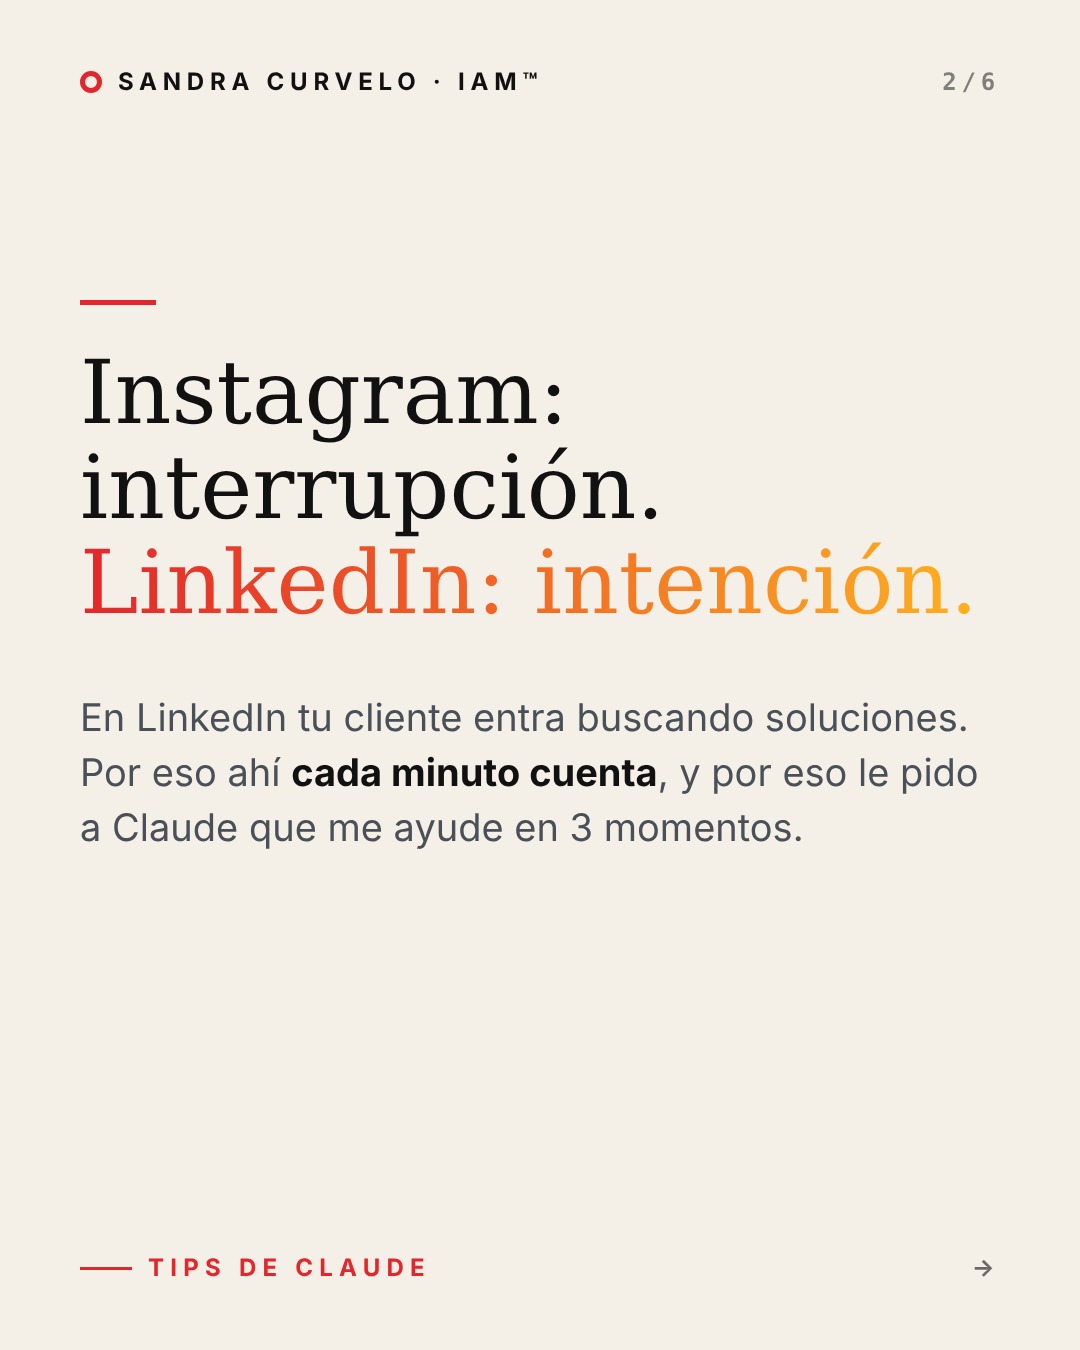 SANDRA CURVELO · IAM™
2/6
Instagram:
interrupción.
LinkedIn: intención.
En LinkedIn tu cliente entra buscando soluciones.
Por eso ahí cada minuto cuenta, y por eso le pido
a Claude que me ayude en 3 momentos.
TIPS DE CLAUDE
→